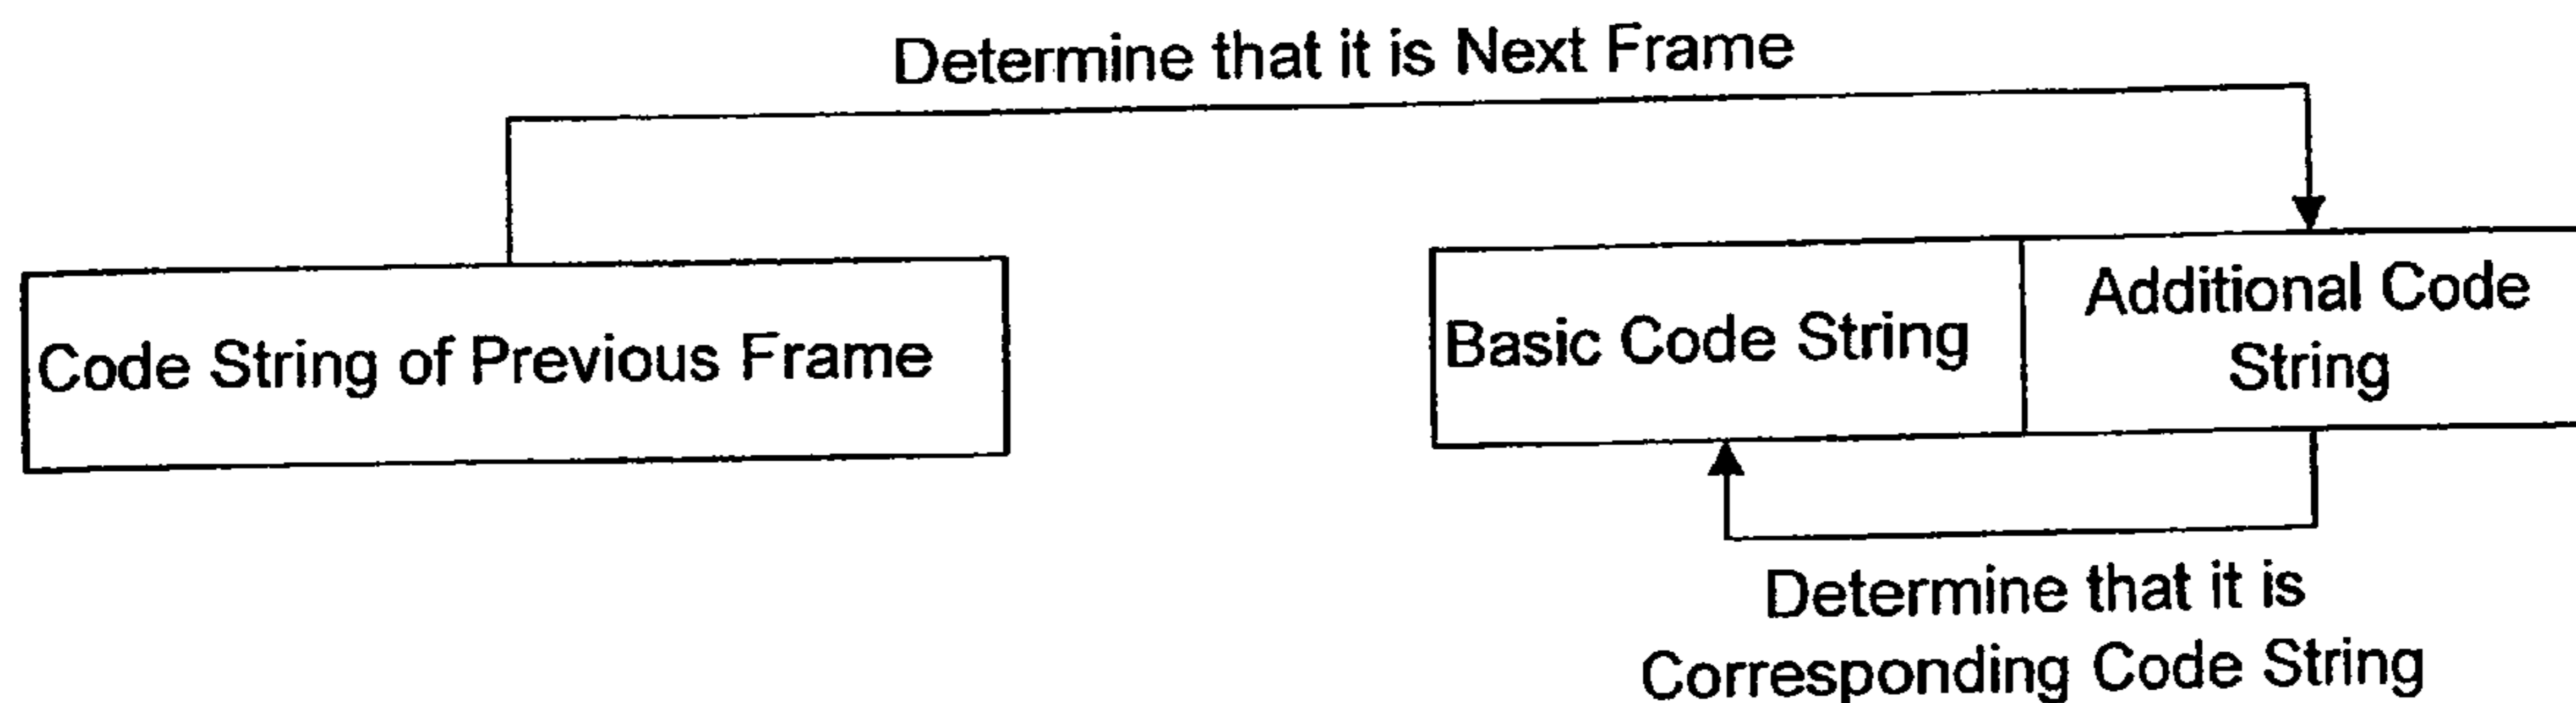 Determine that it is Next Frame
Code String of Previous Frame
Basic Code String
Additional Code
String
Determine that it is
Corresponding Code String